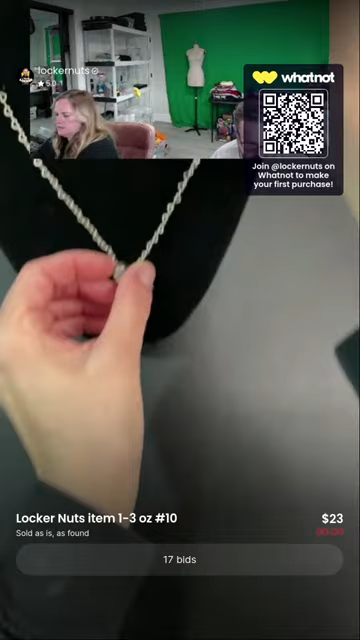 lockernuts
5.0
whatnot
Join @lockernuts on
Whatnot to make
your first purchase!
Locker Nuts item 1-3 oz #10
$23
Sold as is, as found
17 bids